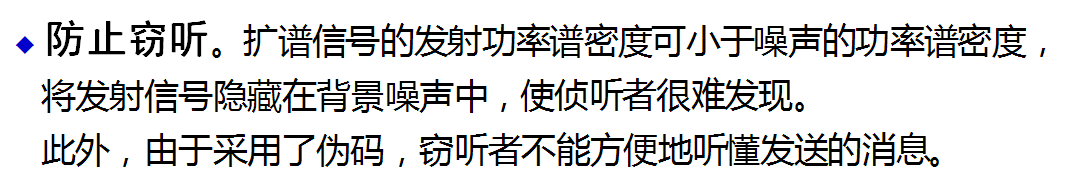 ◆ 防止窃听。扩谱信号的发射功率谱密度可小于噪声的功率谱密度，
将发射信号隐藏在背景噪声中，使侦听者很难发现。
此外，由于采用了伪码，窃听者不能方便地听懂发送的消息。